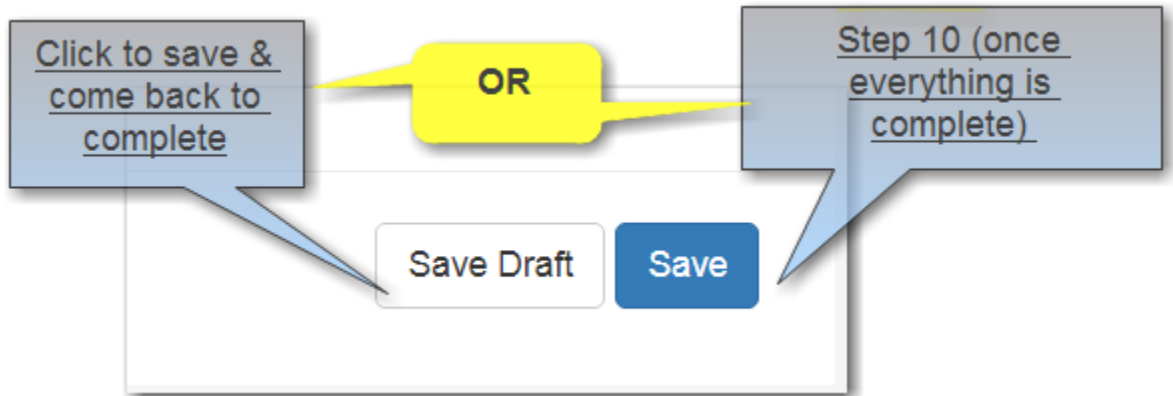 Click to save &
come back to
complete
OR
Step 10 (once
everything is
complete)
Save Draft
Save